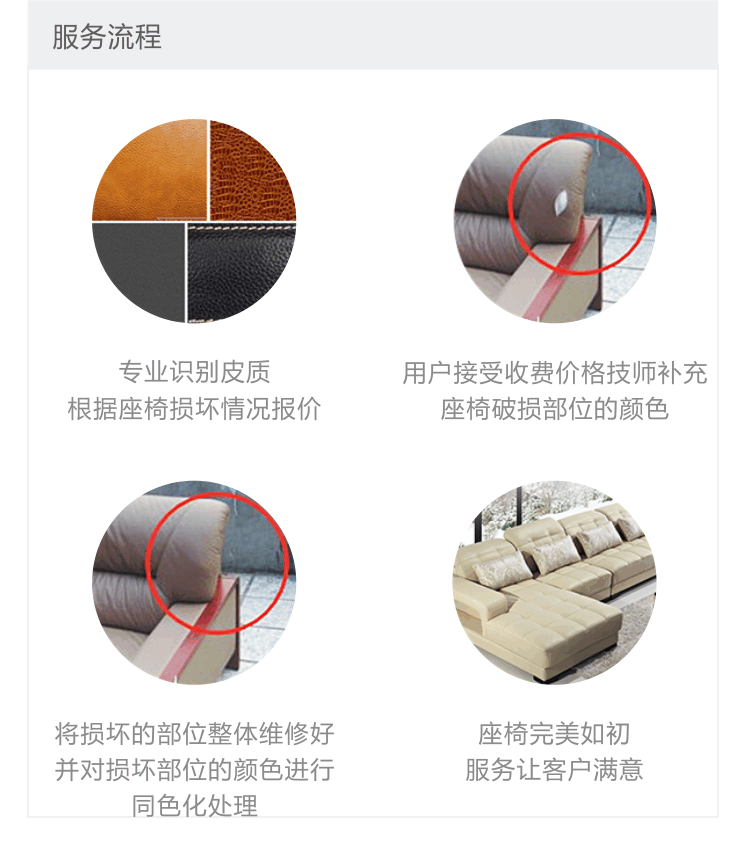 服务流程
专业识别皮质
根据座椅损坏情况报价
用户接受收费价格技师补充
座椅破损部位的颜色
将损坏的部位整体维修好
并对损坏部位的颜色进行
同色化处理
座椅完美如初
服务让客户满意